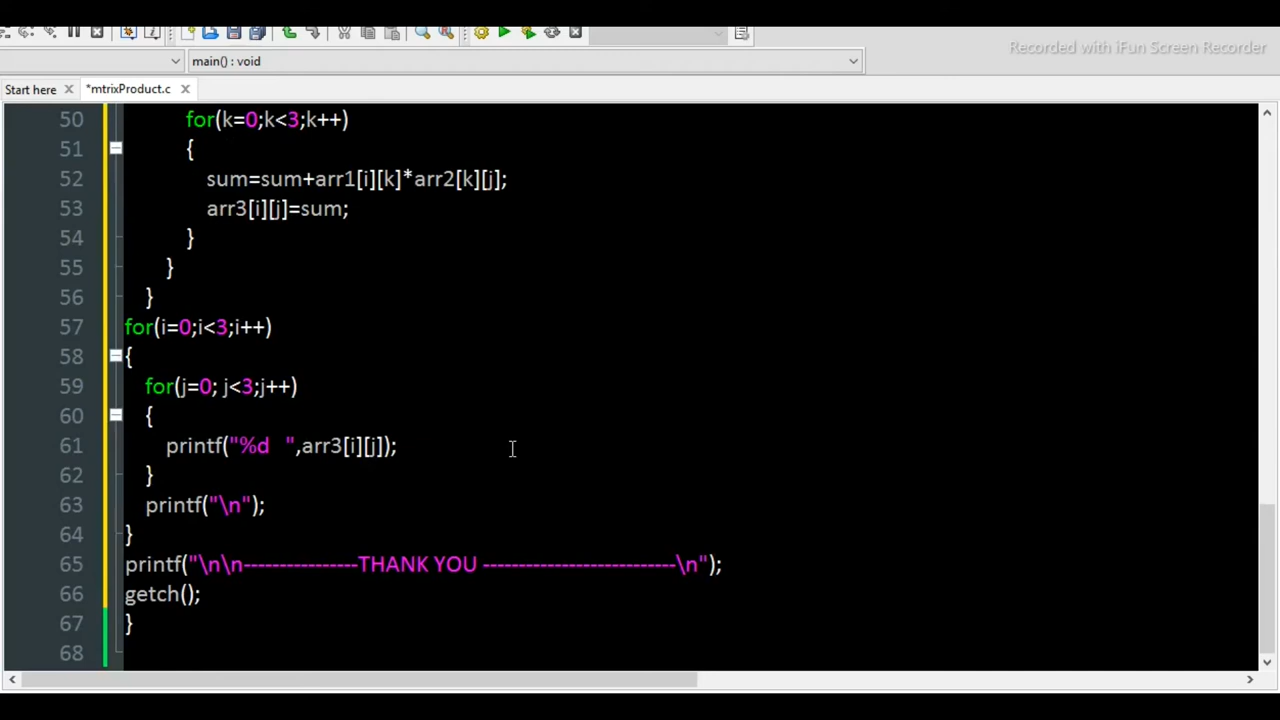 Recorded with iFun Screen Recorder
main() : void
Start here *mtrixProduct.c
50 for(k=0;k<3;k++)
51 {
52 sum=sum+arr1[i][k]*arr2[k][j];
53 arr3[i][j]=sum;
54 }
55 }
56 }
57 for(i=0;i<3;i++)
58 {
59 for(j=0; j<3;j++)
60 {
61 printf("%d  ",arr3[i][j]);
62 }
63 printf("\n");
64 }
65 printf("\n\n----------------THANK YOU ---------------------------\n");
66 getch();
67 }
68